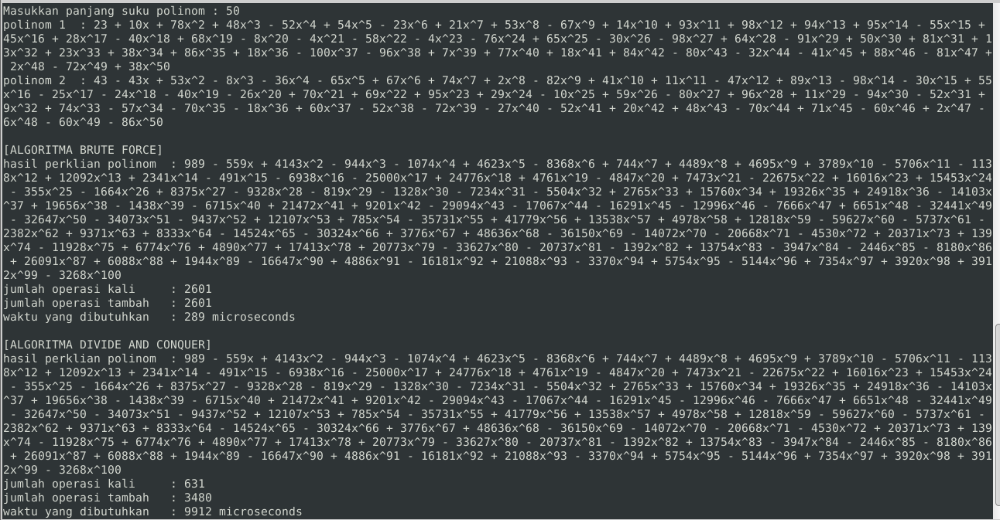 Masukkan panjang suku polinom : 50
polinom 1  : 23 + 10x + 78x^2 + 48x^3 - 52x^4 + 54x^5 - 23x^6 + 21x^7 + 53x^8 - 67x^9 + 14x^10 + 93x^11 + 98x^12 + 94x^13 + 95x^14 - 55x^15 +
45x^16 + 28x^17 - 40x^18 + 68x^19 - 8x^20 - 4x^21 - 58x^22 - 4x^23 - 76x^24 + 65x^25 - 30x^26 - 98x^27 + 64x^28 - 91x^29 + 50x^30 + 81x^31 + 1
3x^32 + 23x^33 + 38x^34 + 86x^35 + 18x^36 - 100x^37 - 96x^38 + 7x^39 + 77x^40 + 18x^41 + 84x^42 - 80x^43 - 32x^44 - 41x^45 + 88x^46 - 81x^47 +
 2x^48 - 72x^49 + 38x^50
polinom 2  : 43 - 43x + 53x^2 - 8x^3 - 36x^4 - 65x^5 + 67x^6 + 74x^7 + 2x^8 - 82x^9 + 41x^10 + 11x^11 - 47x^12 + 89x^13 - 98x^14 - 30x^15 + 55
x^16 - 25x^17 - 24x^18 - 40x^19 - 26x^20 + 70x^21 + 69x^22 + 95x^23 + 29x^24 - 10x^25 + 59x^26 - 80x^27 + 96x^28 + 11x^29 - 94x^30 - 52x^31 +
9x^32 + 74x^33 - 57x^34 - 70x^35 - 18x^36 + 60x^37 - 52x^38 - 72x^39 - 27x^40 - 52x^41 + 20x^42 + 48x^43 - 70x^44 + 71x^45 - 60x^46 + 2x^47 -
6x^48 - 60x^49 - 86x^50
[ALGORITMA BRUTE FORCE]
hasil perklian polinom  : 989 - 559x + 4143x^2 - 944x^3 - 1074x^4 + 4623x^5 - 8368x^6 + 744x^7 + 4489x^8 + 4695x^9 + 3789x^10 - 5706x^11 - 113
8x^12 + 12092x^13 + 2341x^14 - 491x^15 - 6938x^16 - 25000x^17 + 24776x^18 + 4761x^19 - 4847x^20 + 7473x^21 - 22675x^22 + 16016x^23 + 15453x^24
 - 355x^25 - 1664x^26 + 8375x^27 - 9328x^28 - 819x^29 - 1328x^30 - 7234x^31 - 5504x^32 + 2765x^33 + 15760x^34 + 19326x^35 + 24918x^36 - 14103x
^37 + 19656x^38 - 1438x^39 - 6715x^40 + 21472x^41 + 9201x^42 - 29094x^43 - 17067x^44 - 16291x^45 - 12996x^46 - 7666x^47 + 6651x^48 - 32441x^49
 - 32647x^50 - 34073x^51 - 9437x^52 + 12107x^53 + 785x^54 - 35731x^55 + 41779x^56 + 13538x^57 + 4978x^58 + 12818x^59 - 59627x^60 - 5737x^61 -
2382x^62 + 9371x^63 + 8333x^64 - 14524x^65 - 30324x^66 + 3776x^67 + 48636x^68 - 36150x^69 - 14072x^70 - 20668x^71 - 4530x^72 + 20371x^73 + 139
x^74 - 11928x^75 + 6774x^76 + 4890x^77 + 17413x^78 + 20773x^79 - 33627x^80 - 20737x^81 - 1392x^82 + 13754x^83 - 3947x^84 - 2446x^85 - 8180x^86
 + 26091x^87 + 6088x^88 + 1944x^89 - 16647x^90 + 4886x^91 - 16181x^92 + 21088x^93 - 3370x^94 + 5754x^95 - 5144x^96 + 7354x^97 + 3920x^98 + 391
2x^99 - 3268x^100
jumlah operasi kali     : 2601
jumlah operasi tambah   : 2601
waktu yang dibutuhkan   : 289 microseconds
[ALGORITMA DIVIDE AND CONQUER]
hasil perklian polinom  : 989 - 559x + 4143x^2 - 944x^3 - 1074x^4 + 4623x^5 - 8368x^6 + 744x^7 + 4489x^8 + 4695x^9 + 3789x^10 - 5706x^11 - 113
8x^12 + 12092x^13 + 2341x^14 - 491x^15 - 6938x^16 - 25000x^17 + 24776x^18 + 4761x^19 - 4847x^20 + 7473x^21 - 22675x^22 + 16016x^23 + 15453x^24
 - 355x^25 - 1664x^26 + 8375x^27 - 9328x^28 - 819x^29 - 1328x^30 - 7234x^31 - 5504x^32 + 2765x^33 + 15760x^34 + 19326x^35 + 24918x^36 - 14103x
^37 + 19656x^38 - 1438x^39 - 6715x^40 + 21472x^41 + 9201x^42 - 29094x^43 - 17067x^44 - 16291x^45 - 12996x^46 - 7666x^47 + 6651x^48 - 32441x^49
 - 32647x^50 - 34073x^51 - 9437x^52 + 12107x^53 + 785x^54 - 35731x^55 + 41779x^56 + 13538x^57 + 4978x^58 + 12818x^59 - 59627x^60 - 5737x^61 -
2382x^62 + 9371x^63 + 8333x^64 - 14524x^65 - 30324x^66 + 3776x^67 + 48636x^68 - 36150x^69 - 14072x^70 - 20668x^71 - 4530x^72 + 20371x^73 + 139
x^74 - 11928x^75 + 6774x^76 + 4890x^77 + 17413x^78 + 20773x^79 - 33627x^80 - 20737x^81 - 1392x^82 + 13754x^83 - 3947x^84 - 2446x^85 - 8180x^86
 + 26091x^87 + 6088x^88 + 1944x^89 - 16647x^90 + 4886x^91 - 16181x^92 + 21088x^93 - 3370x^94 + 5754x^95 - 5144x^96 + 7354x^97 + 3920x^98 + 391
2x^99 - 3268x^100
jumlah operasi kali     : 631
jumlah operasi tambah   : 3480
waktu yang dibutuhkan   : 9912 microseconds